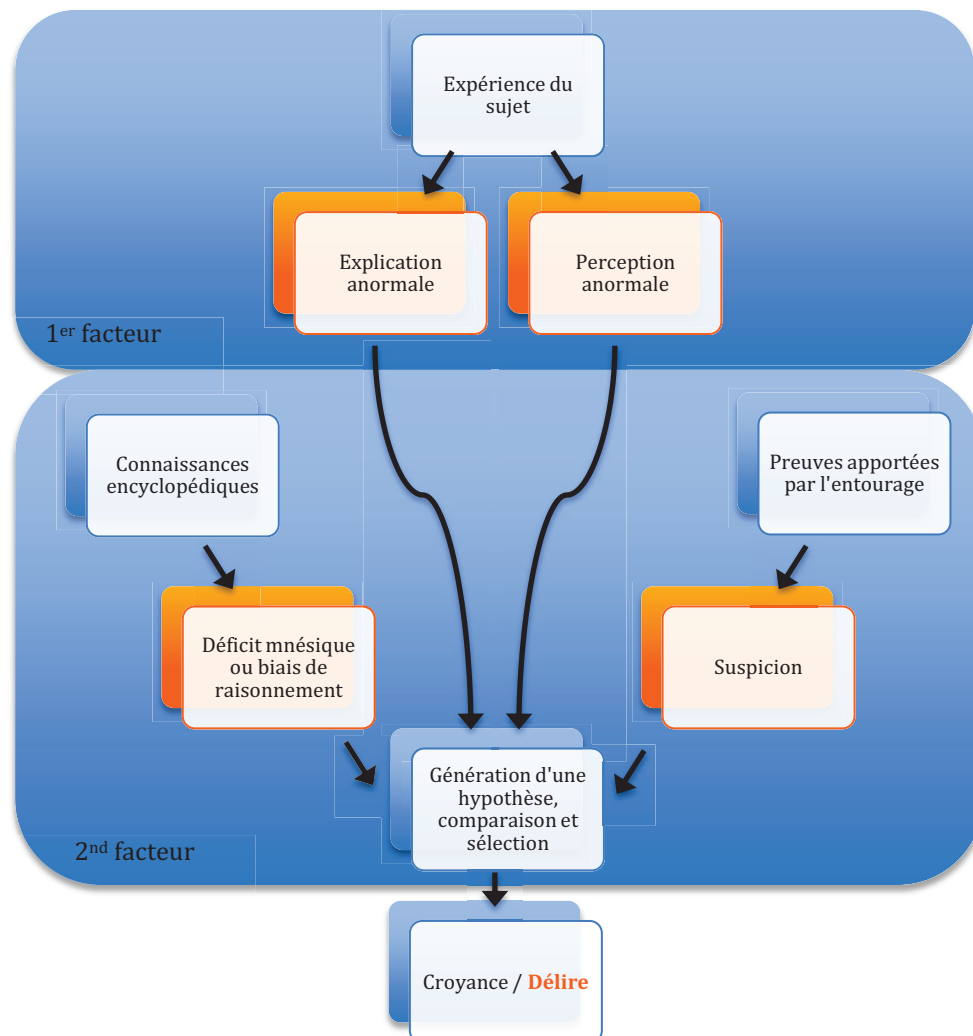 Expérience du
sujet
Explication
anormale
Perception
anormale
1er facteur
Connaissances
encyclopédiques
Preuves apportées
par l'entourage
Déficit mnésique
ou biais de
raisonnement
Suspicion
Génération d'une
hypothèse,
comparaison et
sélection
2nd facteur
Croyance / Délire